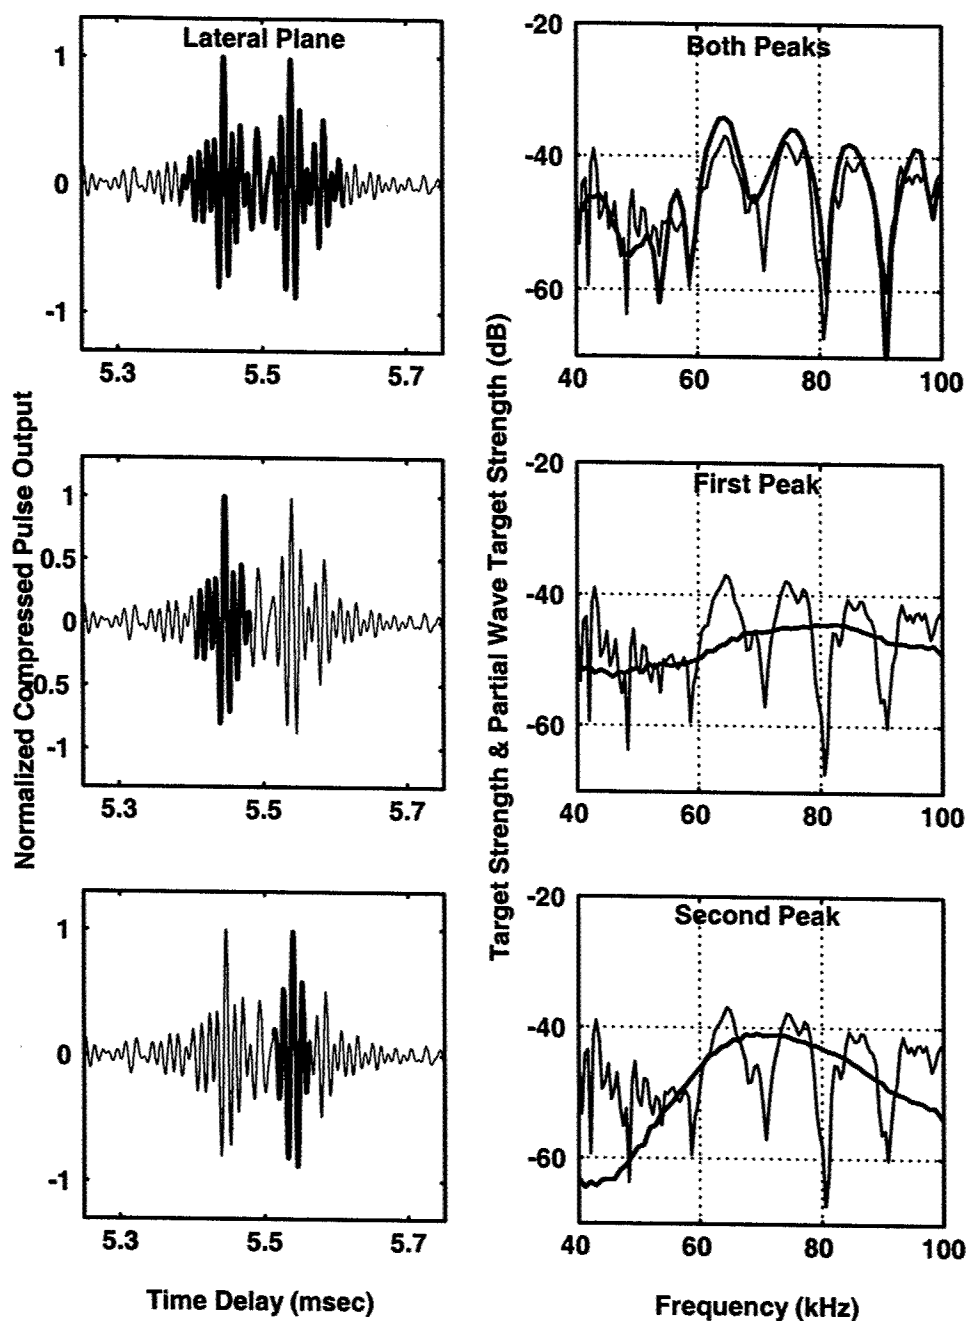 Lateral Plane
1
0
-1
5.3 5.5 5.7
Both Peaks
-20
-40
-60
40 60 80 100
Normalized Compressed Pulse Output
1
0.5
0
0.5
-1
5.3 5.5 5.7
Target Strength & Partial Wave Target Strength (dB)
First Peak
-20
-40
-60
40 60 80 100
1
0
-1
5.3 5.5 5.7
Time Delay (msec)
Second Peak
-20
-40
-60
40 60 80 100
Frequency (kHz)